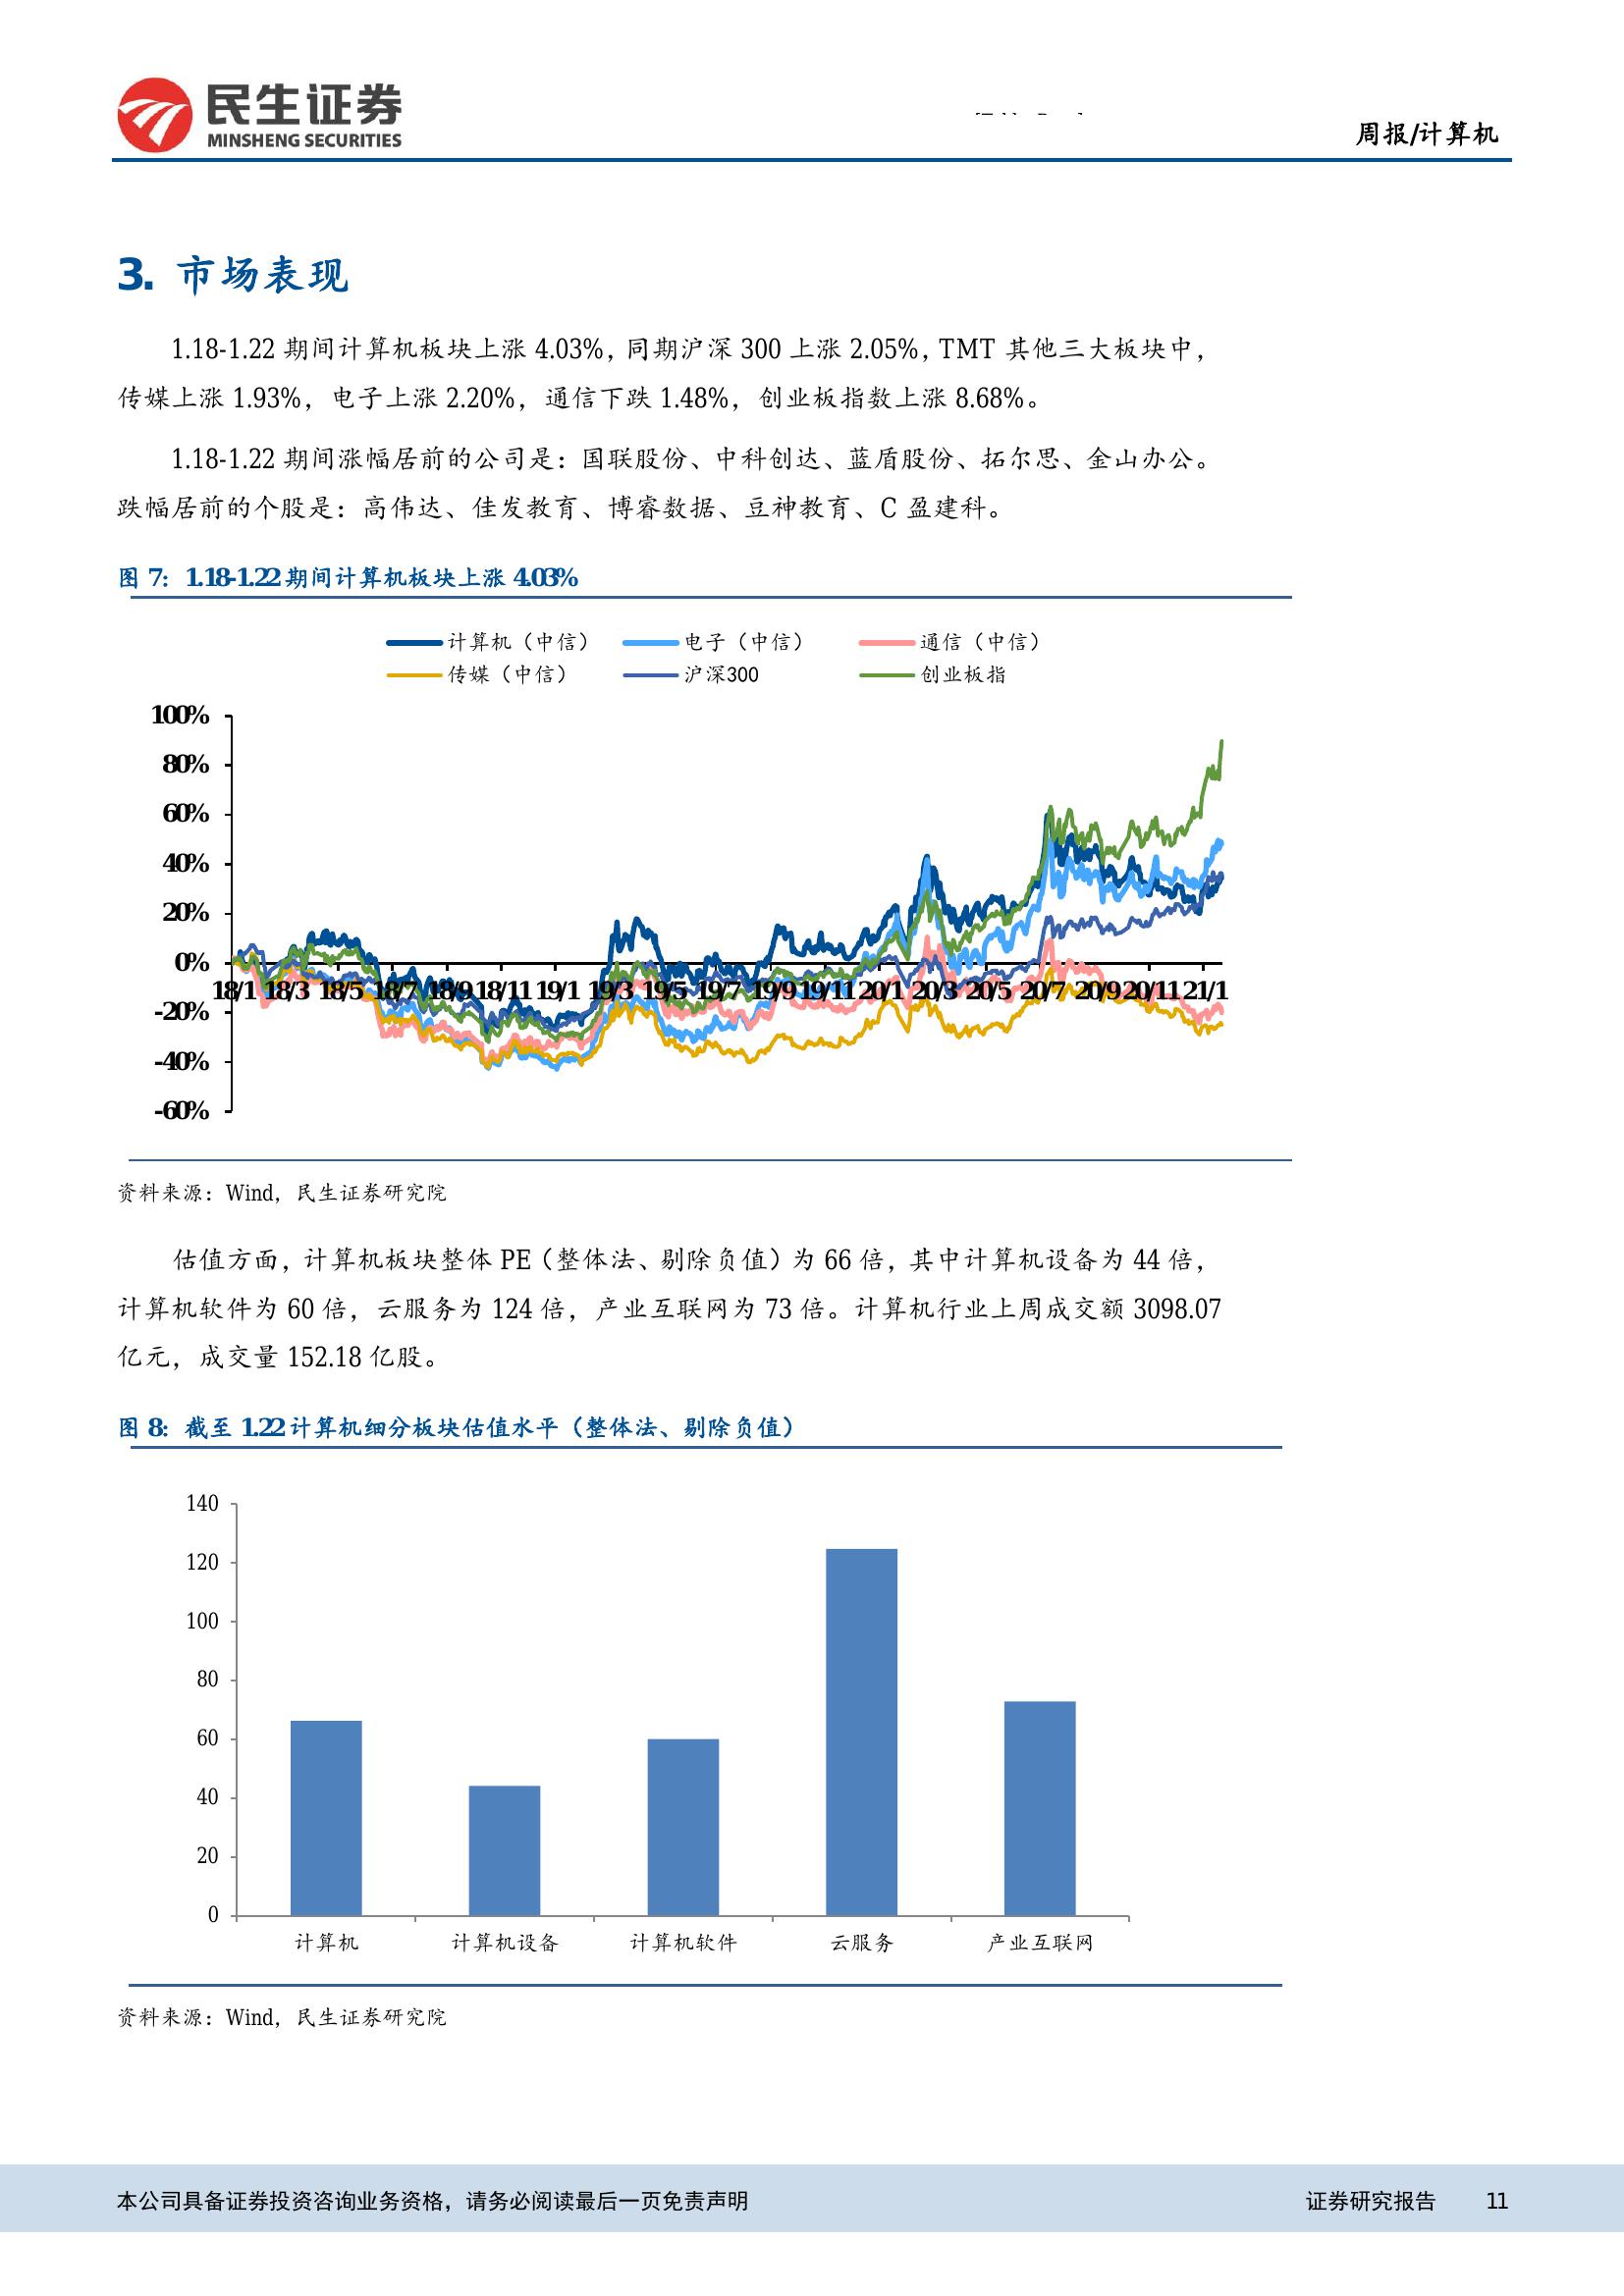 民生证券
MINSHENG SECURITIES
周报/计算机
3. 市场表现
1.18-1.22 期间计算机板块上涨 4.03%，同期沪深 300 上涨 2.05%，TMT 其他三大板块中，
传媒上涨 1.93%，电子上涨 2.20%，通信下跌 1.48%，创业板指数上涨 8.68%。
1.18-1.22 期间涨幅居前的公司是：国联股份、中科创达、蓝盾股份、拓尔思、金山办公。
跌幅居前的个股是：高伟达、佳发教育、博睿数据、豆神教育、C 盈建科。
图 7：1.18-1.22 期间计算机板块上涨 4.03%
计算机（中信） 电子（中信） 通信（中信）
传媒（中信） 沪深300 创业板指
100%
80%
60%
40%
20%
0%
18/1 18/3 18/5 18/7 18/9 18/11 19/1 19/3 19/5 19/7 19/9 19/11 20/1 20/3 20/5 20/7 20/9 20/11 21/1
-20%
-40%
-60%
资料来源：Wind，民生证券研究院
估值方面，计算机板块整体 PE（整体法、剔除负值）为 66 倍，其中计算机设备为 44 倍，
计算机软件为 60 倍，云服务为 124 倍，产业互联网为 73 倍。计算机行业上周成交额 3098.07
亿元，成交量 152.18 亿股。
图 8：截至 1.22 计算机细分板块估值水平（整体法、剔除负值）
140
120
100
80
60
40
20
0
计算机 计算机设备 计算机软件 云服务 产业互联网
资料来源：Wind，民生证券研究院
本公司具备证券投资咨询业务资格，请务必阅读最后一页免责声明 证券研究报告 11